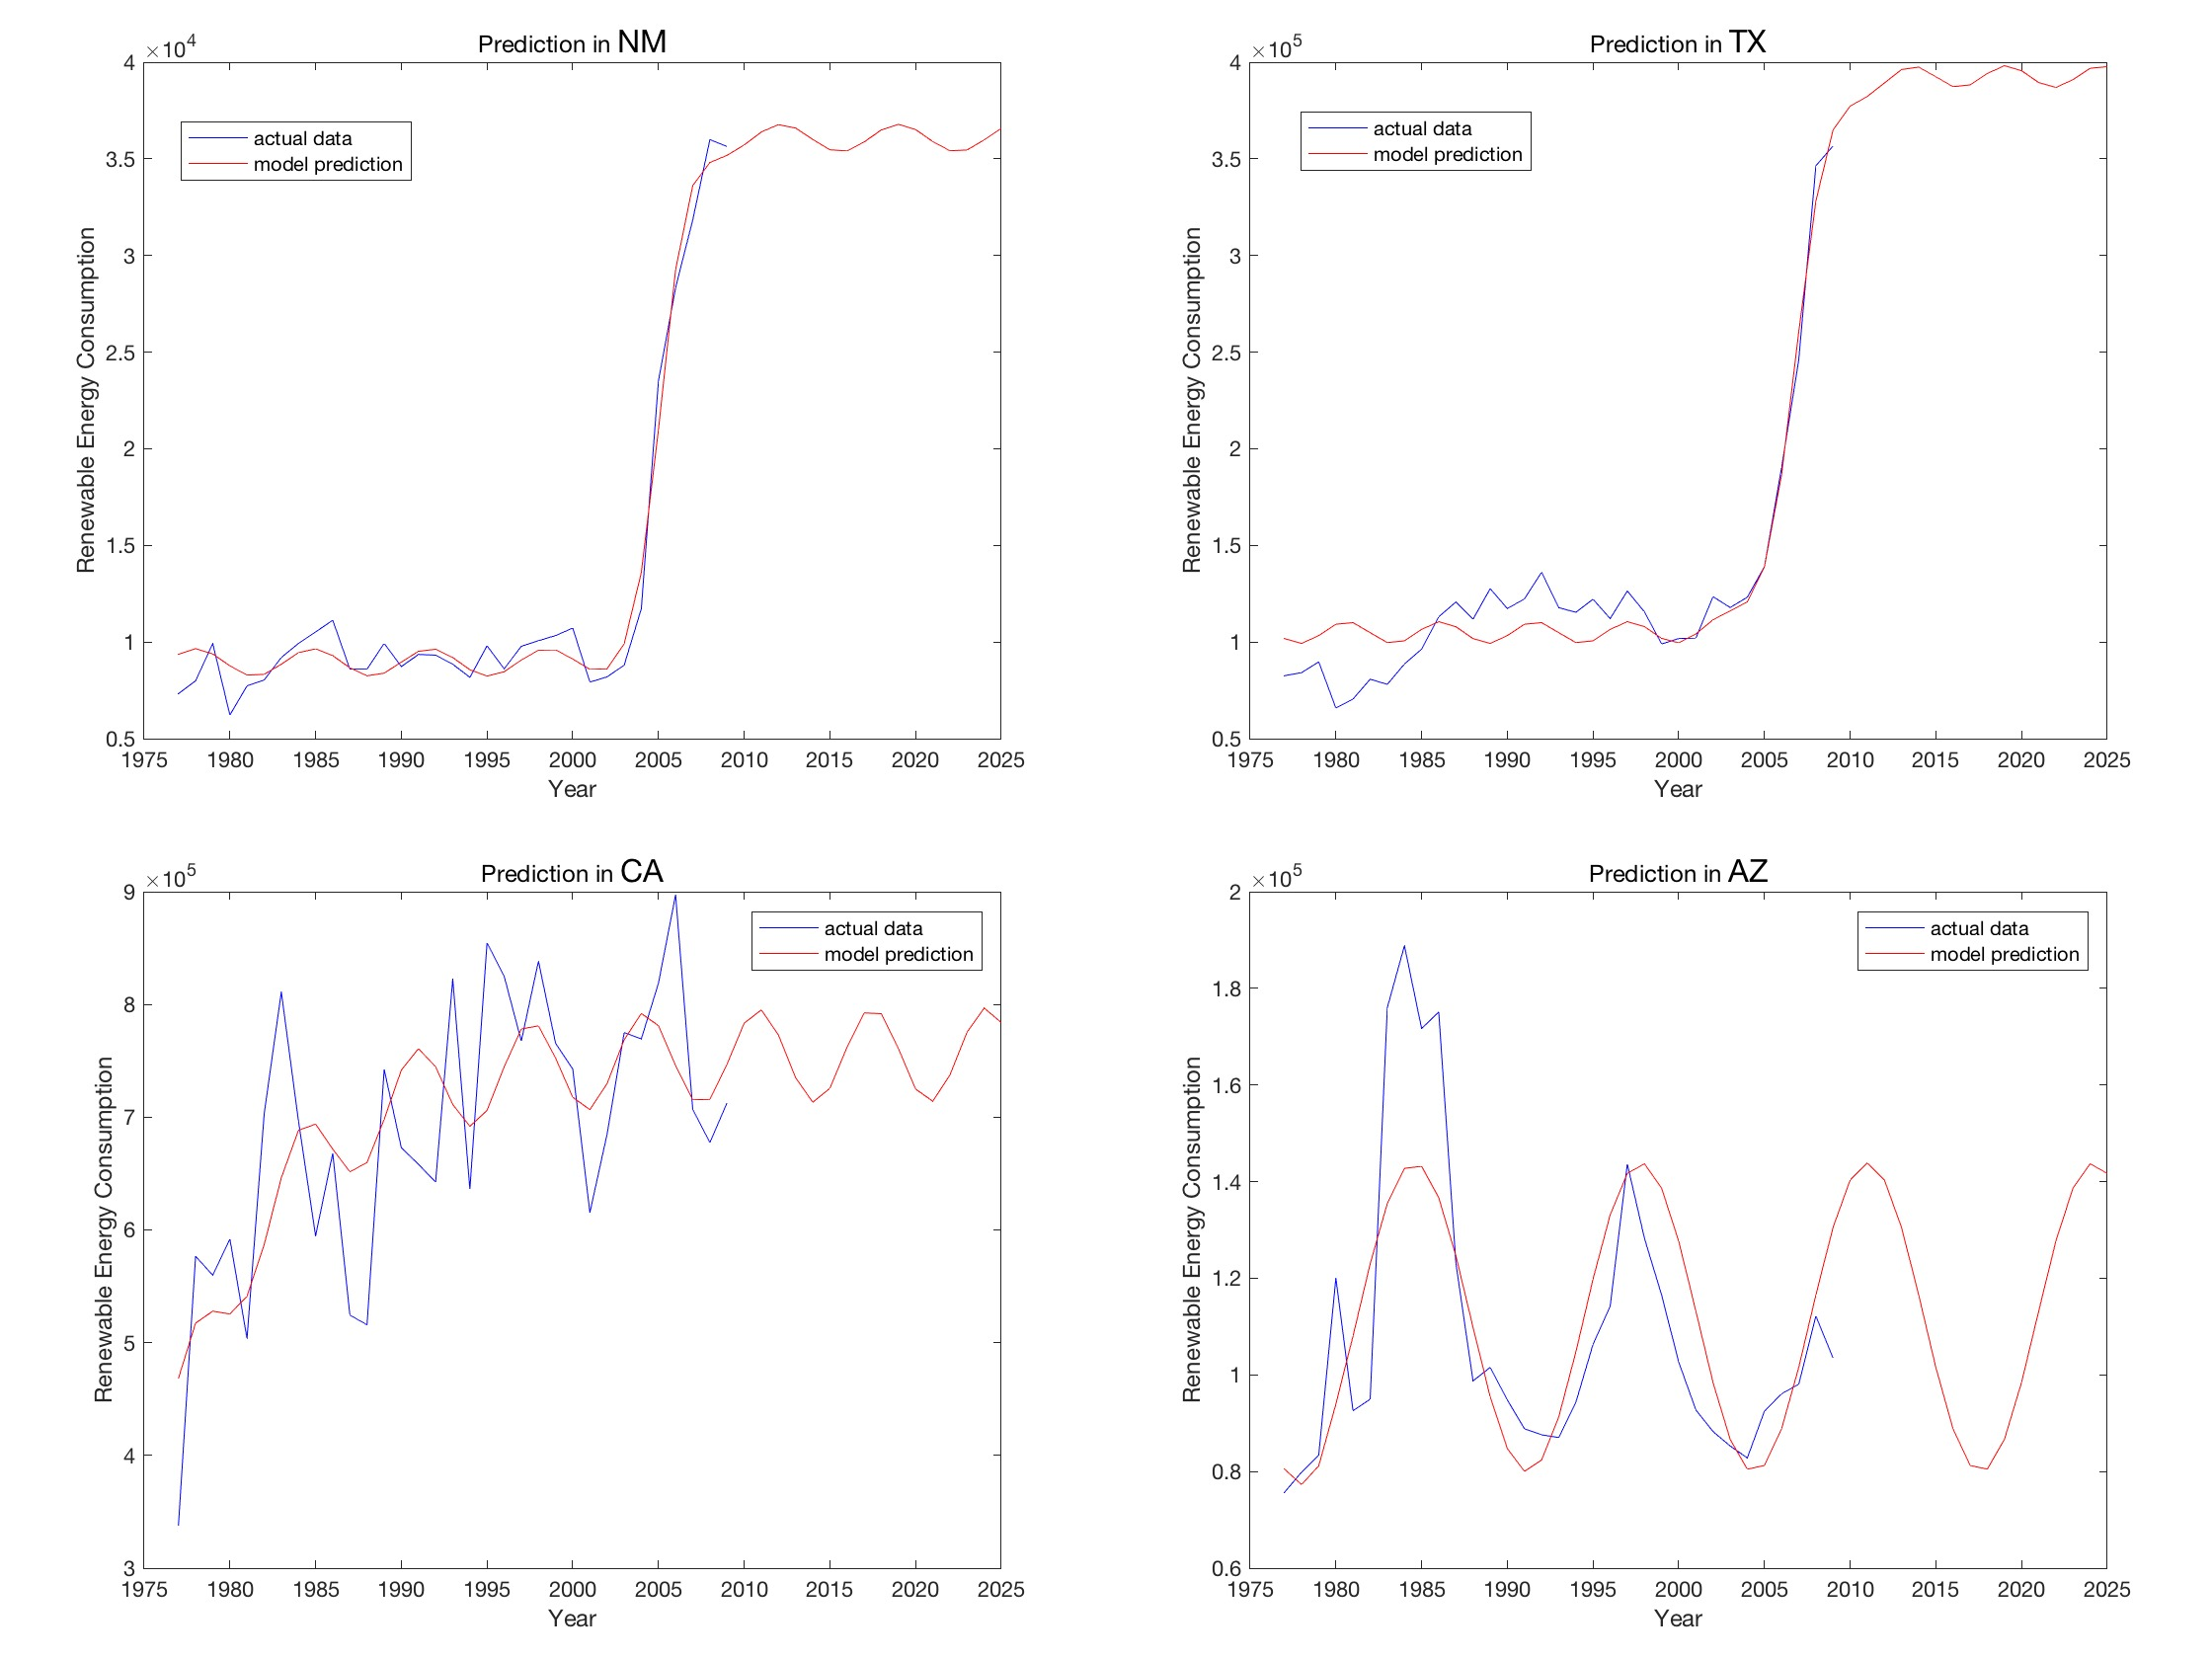 Prediction in NM
×10^4
4
3.5
3
2.5
2
1.5
1
0.5
Renewable Energy Consumption
actual data
model prediction
1975 1980 1985 1990 1995 2000 2005 2010 2015 2020 2025
Year
Prediction in TX
×10^5
4
3.5
3
2.5
2
1.5
1
0.5
Renewable Energy Consumption
actual data
model prediction
1975 1980 1985 1990 1995 2000 2005 2010 2015 2020 2025
Year
Prediction in CA
×10^5
9
8
7
6
5
4
3
Renewable Energy Consumption
actual data
model prediction
1975 1980 1985 1990 1995 2000 2005 2010 2015 2020 2025
Year
Prediction in AZ
×10^5
2
1.8
1.6
1.4
1.2
1
0.8
0.6
Renewable Energy Consumption
actual data
model prediction
1975 1980 1985 1990 1995 2000 2005 2010 2015 2020 2025
Year